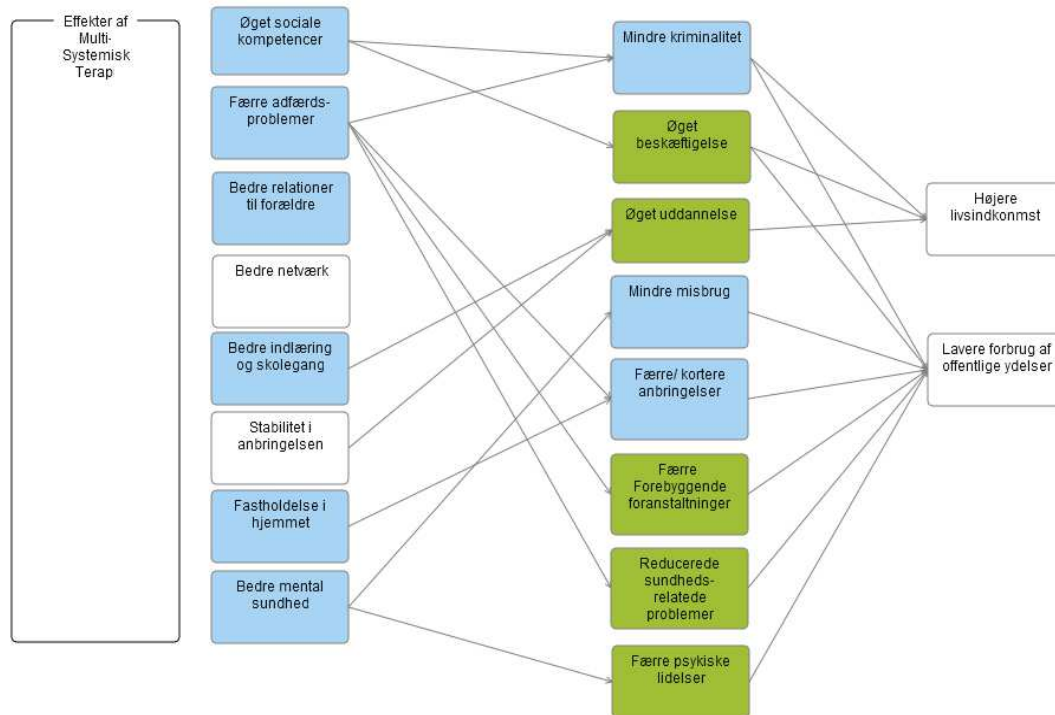 Effekter af
Multi-
Systemisk
Terap
Øget sociale
kompetencer
Færre adfærds-
problemer
Bedre relationer
til forældre
Bedre netværk
Bedre indlæring
og skolegang
Stabilitet i
anbringelsen
Fastholdelse i
hjemmet
Bedre mental
sundhed
Mindre kriminalitet
Øget
beskæftigelse
Øget uddannelse
Mindre misbrug
Færre/ kortere
anbringelser
Færre
Forebyggende
foranstaltninger
Reducerede
sundheds-
relatede
problemer
Færre psykiske
lidelser
Højere
livsindkonmst
Lavere forbrug af
offentlige ydelser